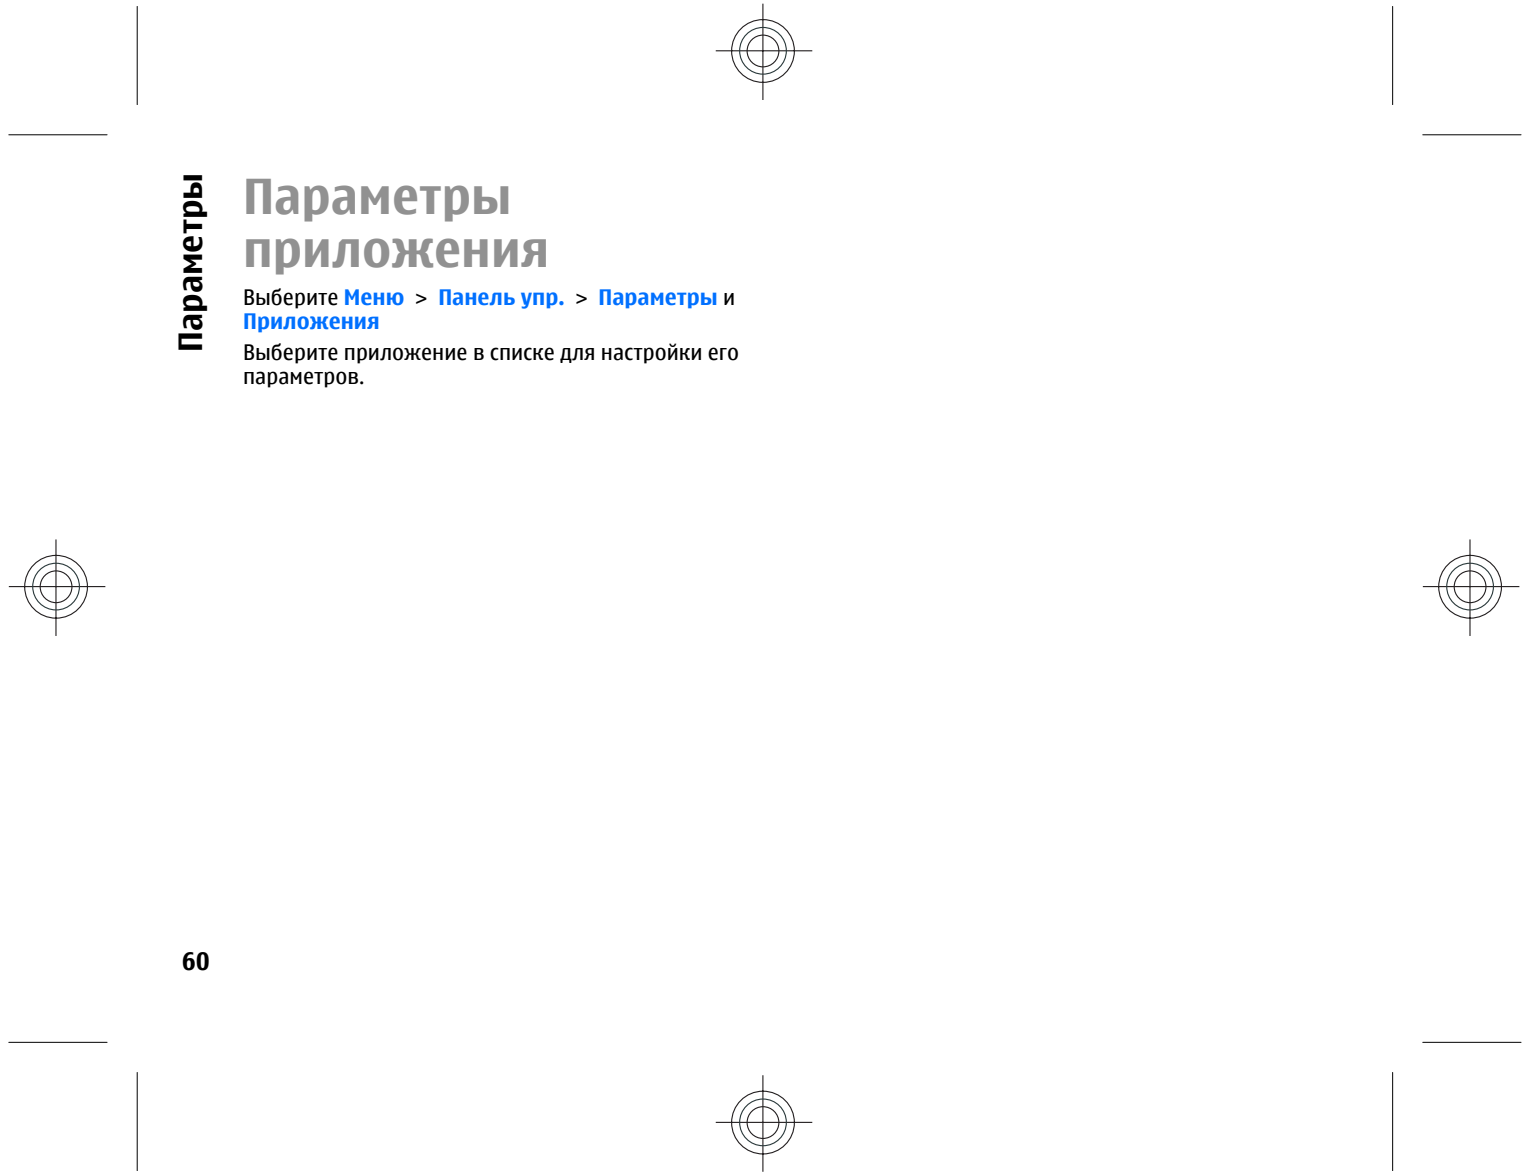 Параметры
Параметры
приложения
Выберите Меню > Панель упр. > Параметры и
Приложения
Выберите приложение в списке для настройки его
параметров.
60